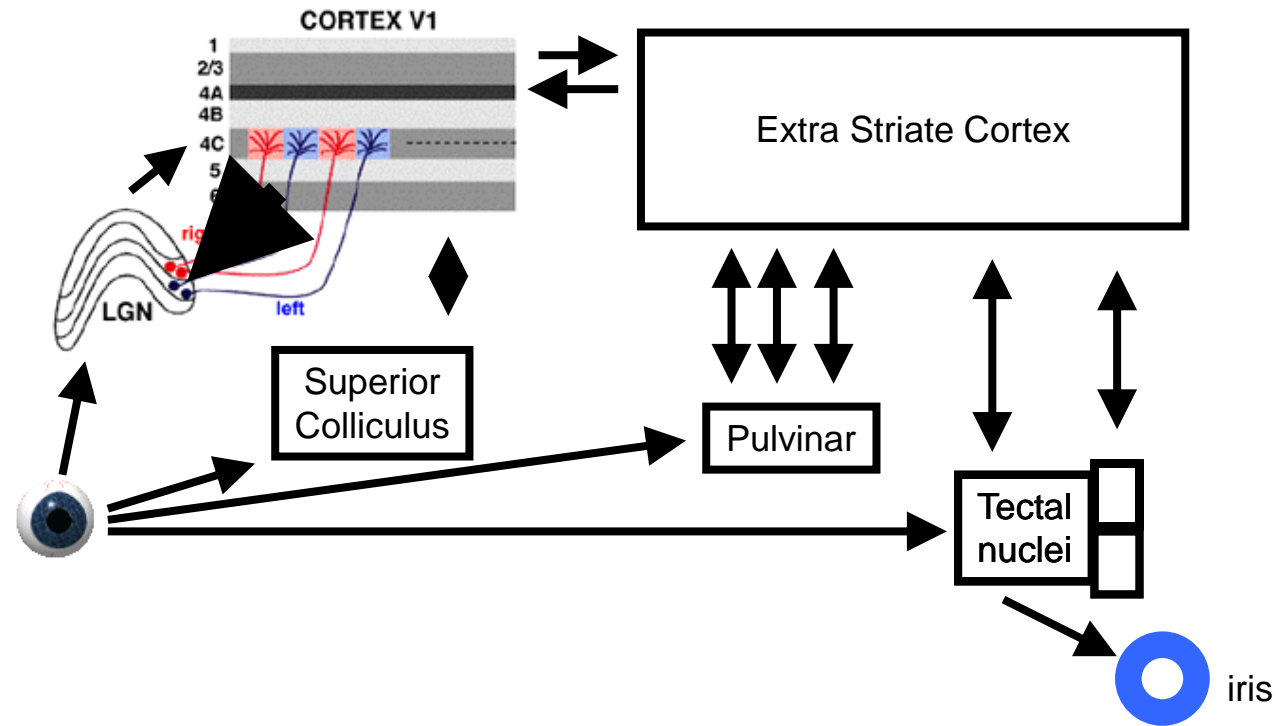 CORTEX V1
1
2/3
4A
4B
4C
5
Extra Striate Cortex
LGN
left
Superior
Colliculus
Pulvinar
Tectal
nuclei
iris